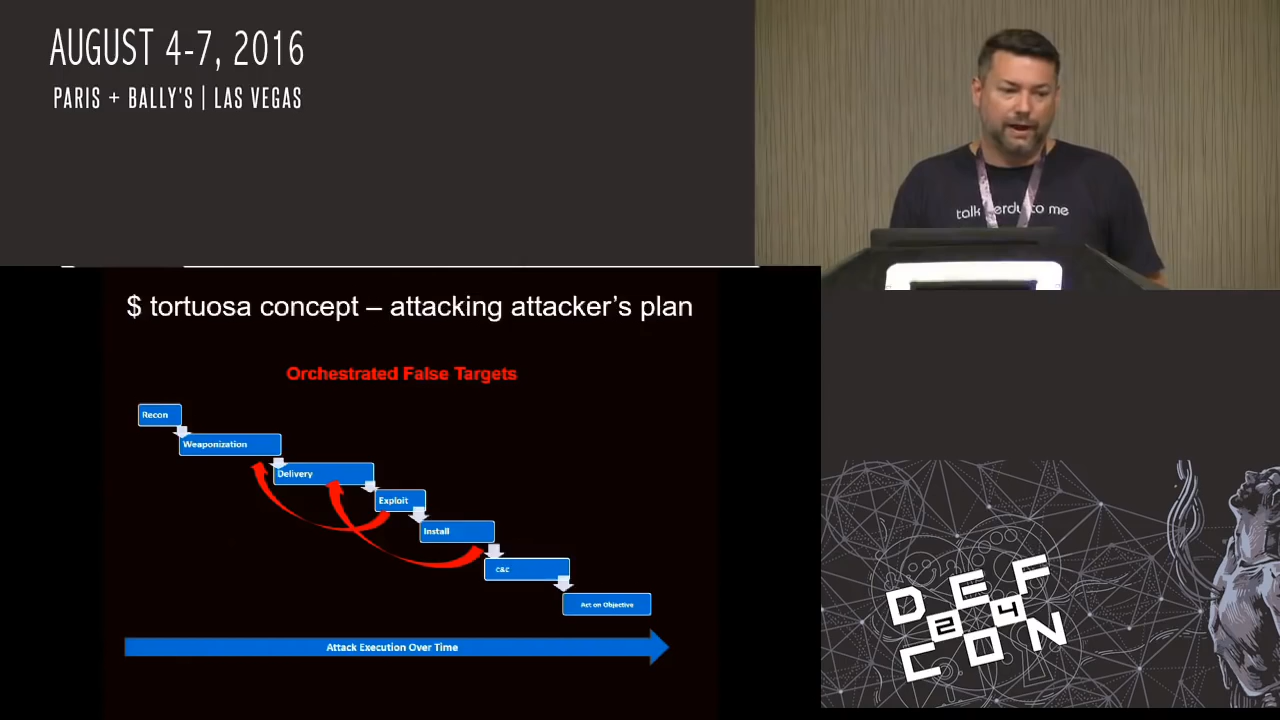 AUGUST 4-7, 2016
PARIS + BALLY'S | LAS VEGAS
talk nerdy to me
$ tortuosa concept – attacking attacker's plan
Orchestrated False Targets
Recon
Weaponization
Delivery
Exploit
Install
C&C
Act on Objective
Attack Execution Over Time
DEF
24
CON